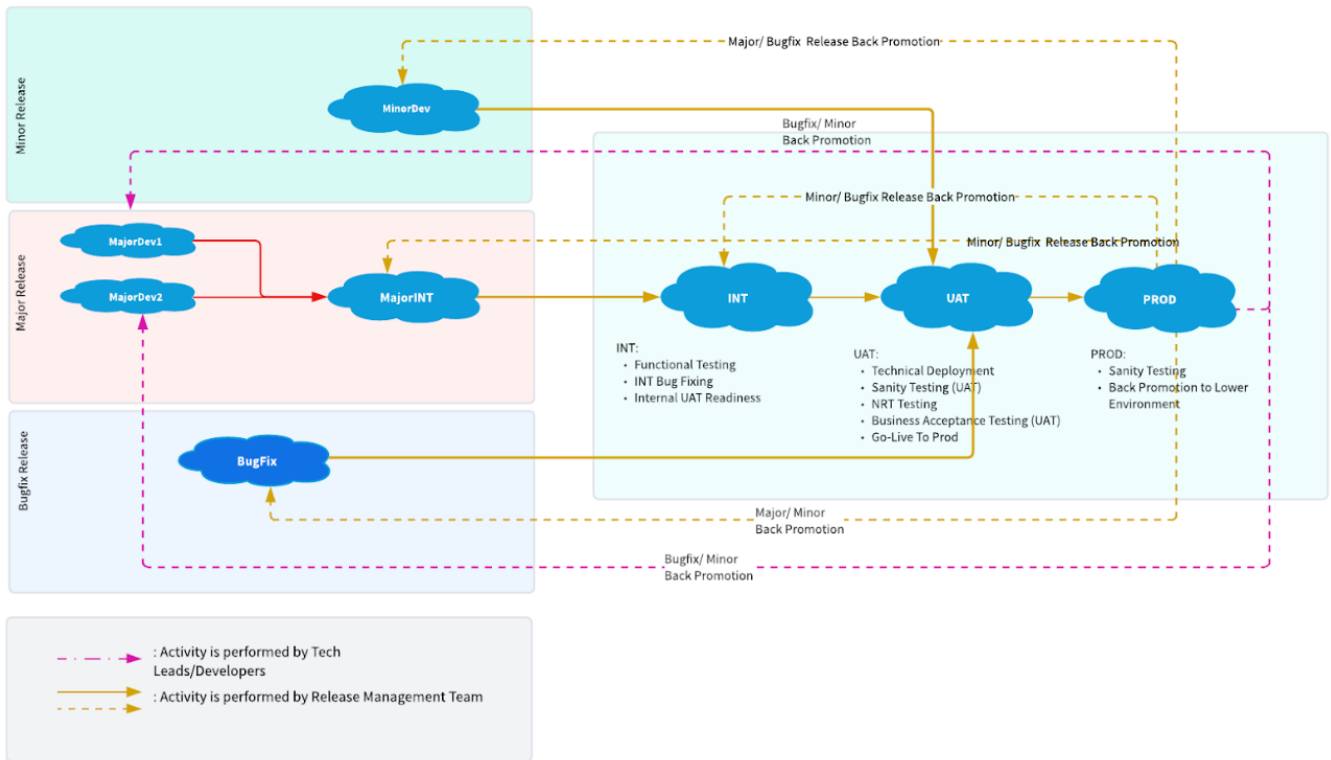 Minor Release
Major/ Bugfix Release Back Promotion
MinorDev
Bugfix/ Minor
Back Promotion
Minor/ Bugfix Release Back Promotion
Major Release
MajorDev1
Minor/Bugfix Release Back Promotion
MajorDev2
MajorINT
INT
UAT
PROD
INT:
• Functional Testing
• INT Bug Fixing
• Internal UAT Readiness
UAT:
• Technical Deployment
• Sanity Testing (UAT)
• NRT Testing
• Business Acceptance Testing (UAT)
• Go-Live To Prod
PROD:
• Sanity Testing
• Back Promotion to Lower
Environment
Bugfix Release
BugFix
Major/ Minor
Back Promotion
Bugfix/ Minor
Back Promotion
: Activity is performed by Tech
Leads/Developers
: Activity is performed by Release Management Team